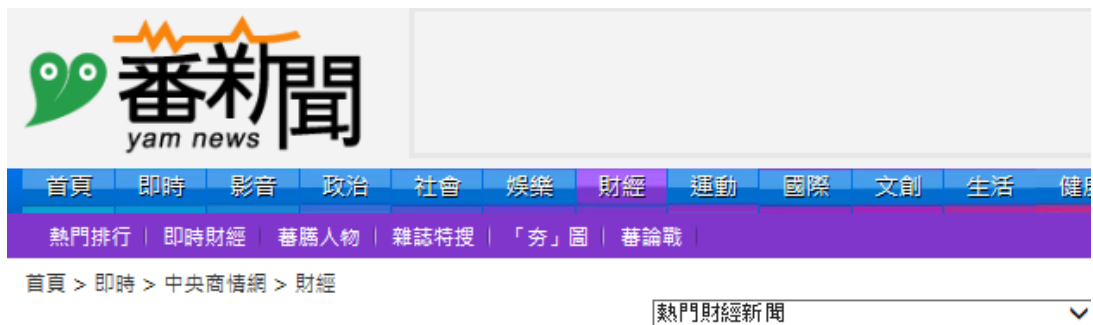 番新聞
yam news
首頁 即時 影音 政治 社會 娛樂 財經 運動 國際 文創 生活 健
熱門排行 | 即時財經 | 蕃騰人物 | 雜誌特搜 | 「夯」圖 | 蕃論戰 |
首頁 > 即時 > 中央商情網 > 財經
熱門財經新聞